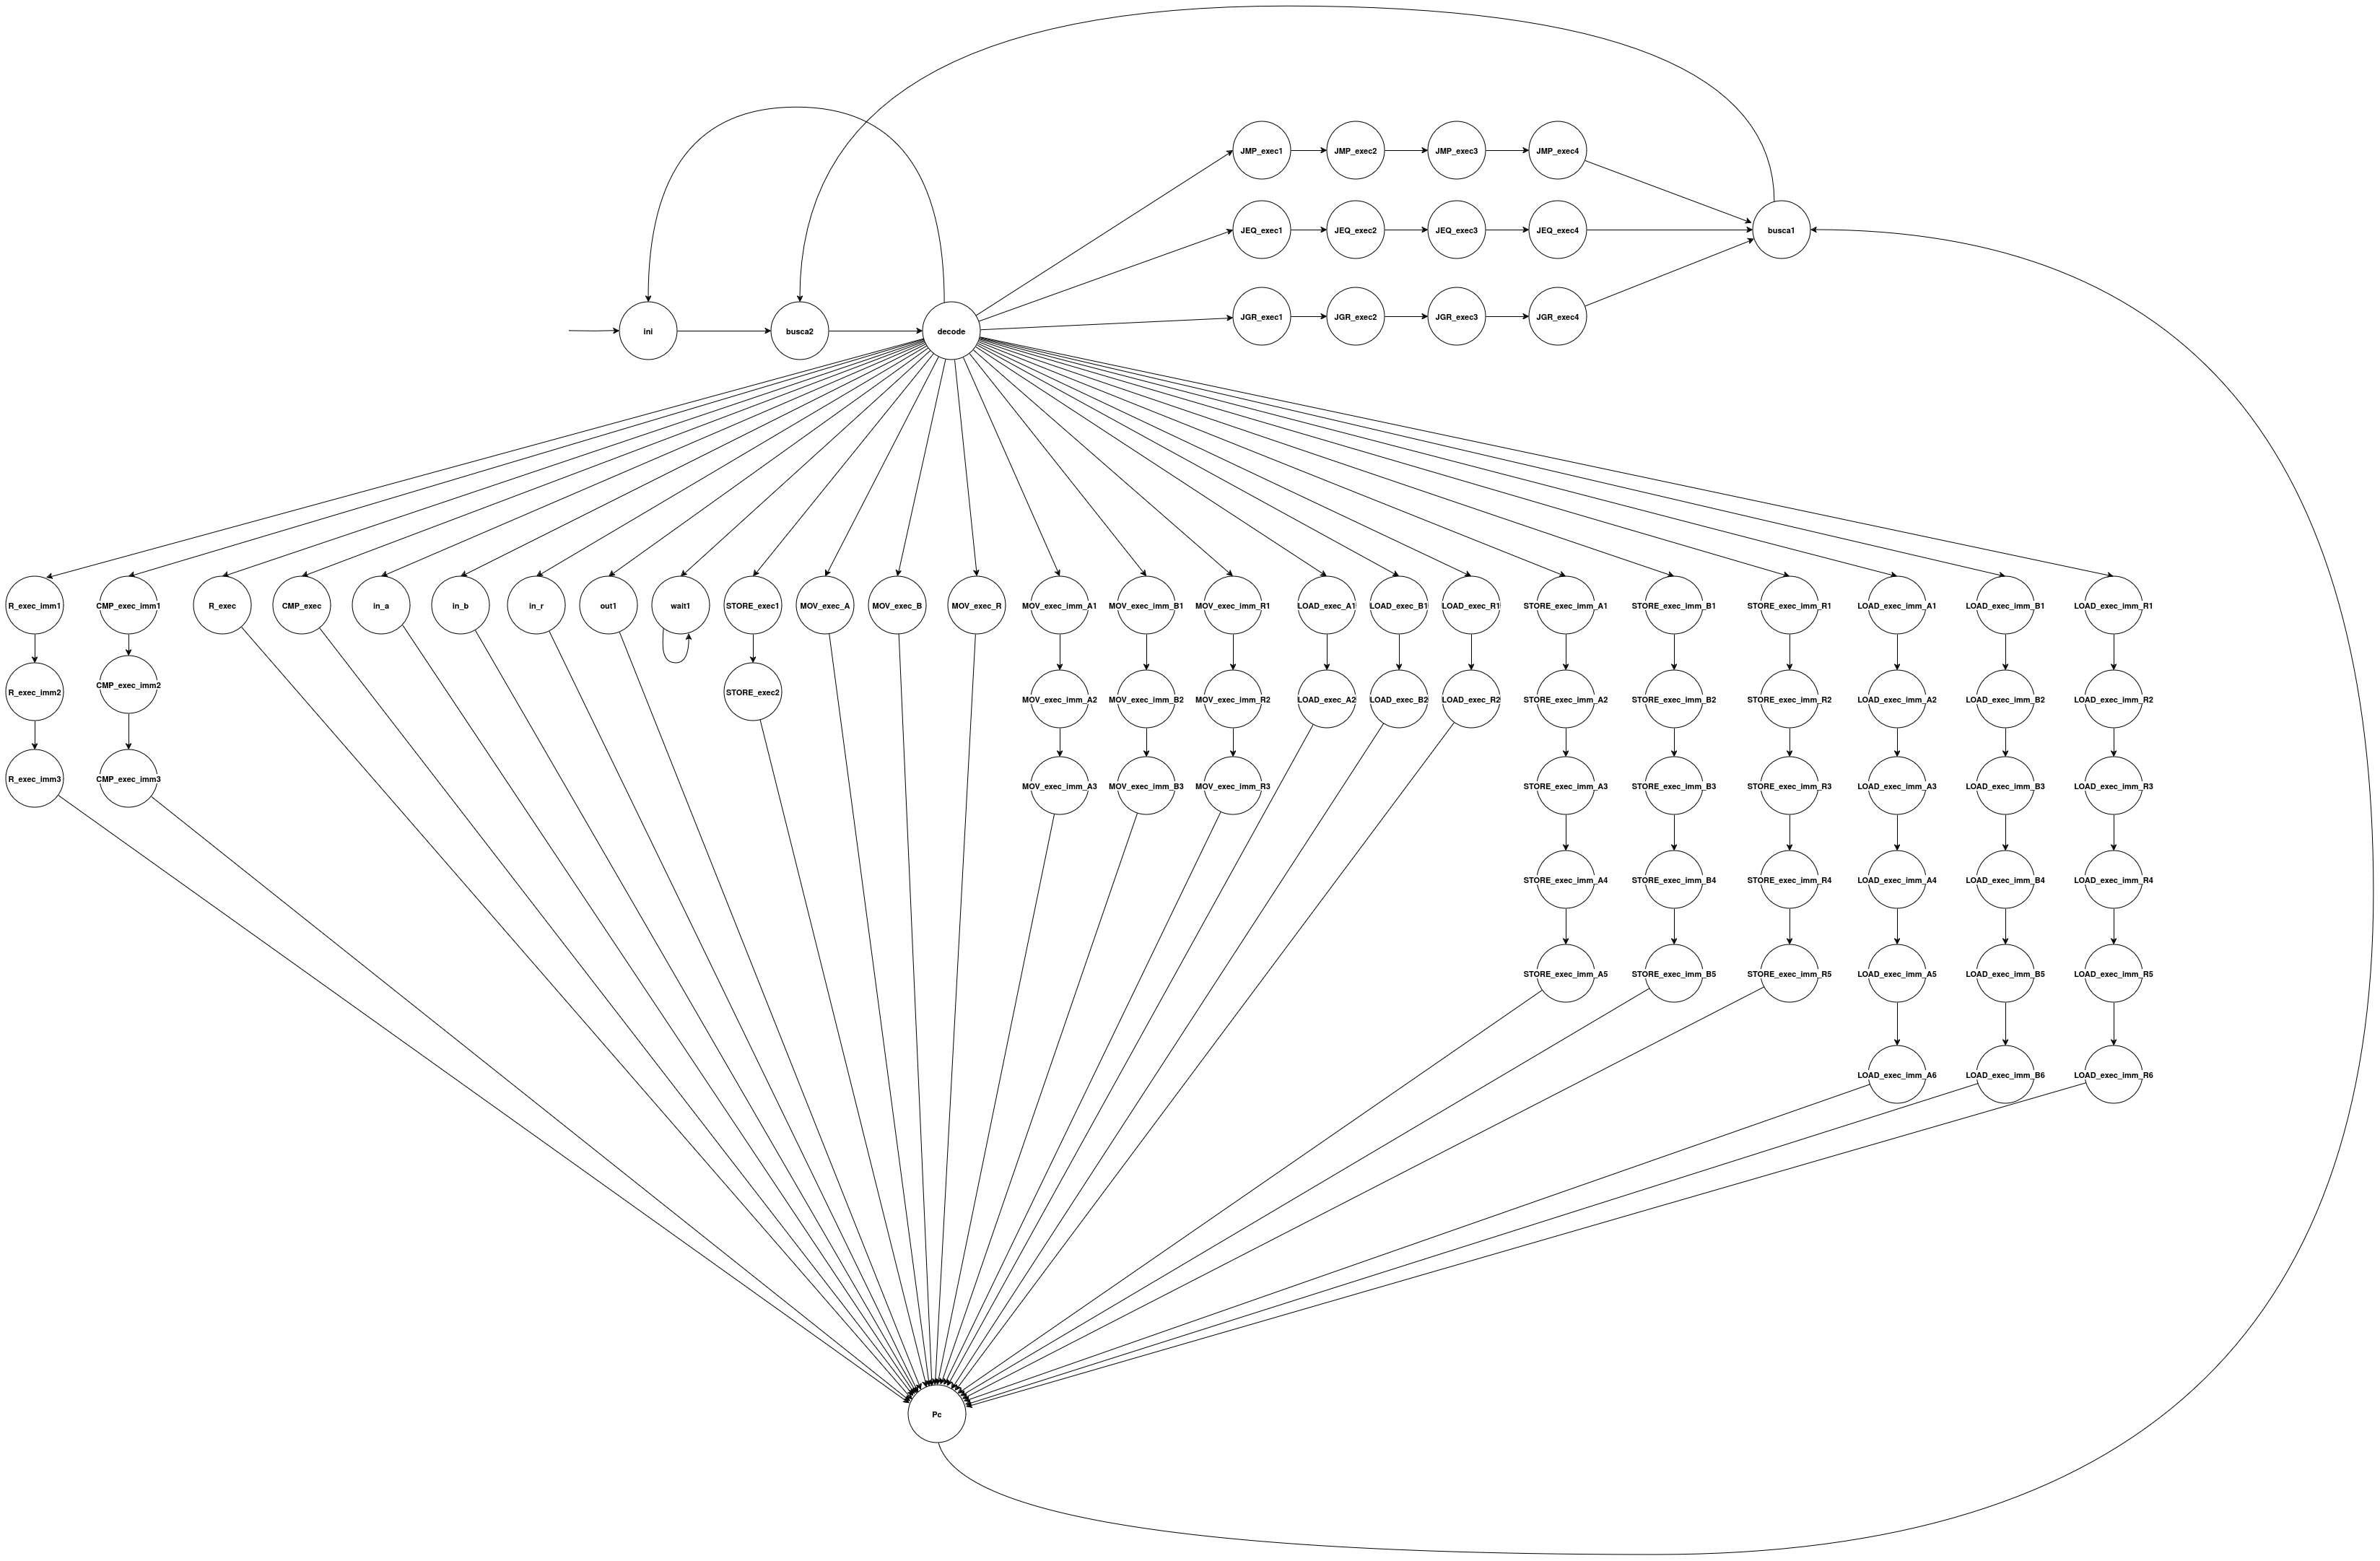 JMP_exec1 JMP_exec2 JMP_exec3 JMP_exec4
JEQ_exec1 JEQ_exec2 JEQ_exec3 JEQ_exec4 busca1
JGR_exec1 JGR_exec2 JGR_exec3 JGR_exec4
ini busca2 decode
R_exec_imm1 CMP_exec_imm1 R_exec CMP_exec in_a in_b in_r out1 wait1 STORE_exec1 MOV_exec_A MOV_exec_B MOV_exec_R MOV_exec_imm_A1 MOV_exec_imm_B1 MOV_exec_imm_R1 LOAD_exec_A1 LOAD_exec_B1 LOAD_exec_R1 STORE_exec_imm_A1 STORE_exec_imm_B1 STORE_exec_imm_R1 LOAD_exec_imm_A1 LOAD_exec_imm_B1 LOAD_exec_imm_R1
R_exec_imm2 CMP_exec_imm2 STORE_exec2 MOV_exec_imm_A2 MOV_exec_imm_B2 MOV_exec_imm_R2 LOAD_exec_A2 LOAD_exec_B2 LOAD_exec_R2 STORE_exec_imm_A2 STORE_exec_imm_B2 STORE_exec_imm_R2 LOAD_exec_imm_A2 LOAD_exec_imm_B2 LOAD_exec_imm_R2
R_exec_imm3 CMP_exec_imm3 MOV_exec_imm_A3 MOV_exec_imm_B3 MOV_exec_imm_R3 STORE_exec_imm_A3 STORE_exec_imm_B3 STORE_exec_imm_R3 LOAD_exec_imm_A3 LOAD_exec_imm_B3 LOAD_exec_imm_R3
STORE_exec_imm_A4 STORE_exec_imm_B4 STORE_exec_imm_R4 LOAD_exec_imm_A4 LOAD_exec_imm_B4 LOAD_exec_imm_R4
STORE_exec_imm_A5 STORE_exec_imm_B5 STORE_exec_imm_R5 LOAD_exec_imm_A5 LOAD_exec_imm_B5 LOAD_exec_imm_R5
LOAD_exec_imm_A6 LOAD_exec_imm_B6 LOAD_exec_imm_R6
Pc